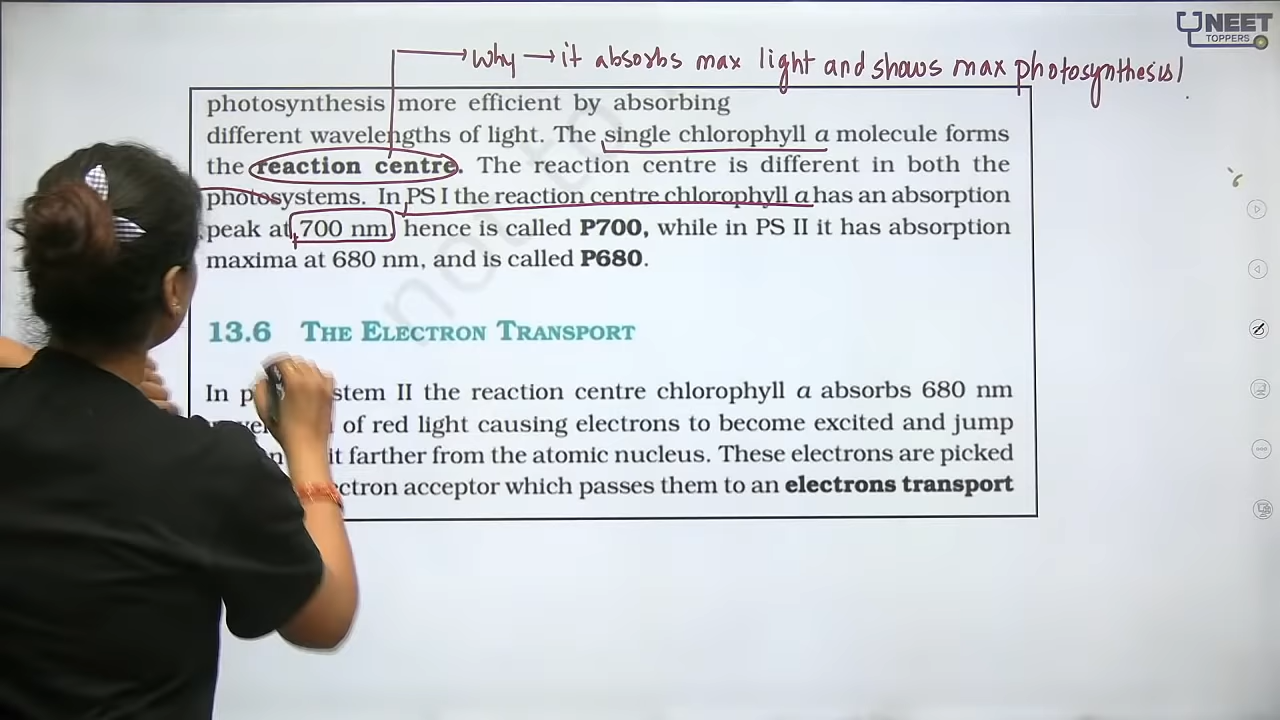 NEET
TOPPERS
why → it absorbs max light and shows max photosynthesis!
photosynthesis more efficient by absorbing
different wavelengths of light. The single chlorophyll a molecule forms
the reaction centre. The reaction centre is different in both the
photosystems. In PS I the reaction centre chlorophyll a has an absorption
peak at 700 nm, hence is called P700, while in PS II it has absorption
maxima at 680 nm, and is called P680.
13.6 THE ELECTRON TRANSPORT
In p stem II the reaction centre chlorophyll a absorbs 680 nm
of red light causing electrons to become excited and jump
it farther from the atomic nucleus. These electrons are picked
ctron acceptor which passes them to an electrons transport